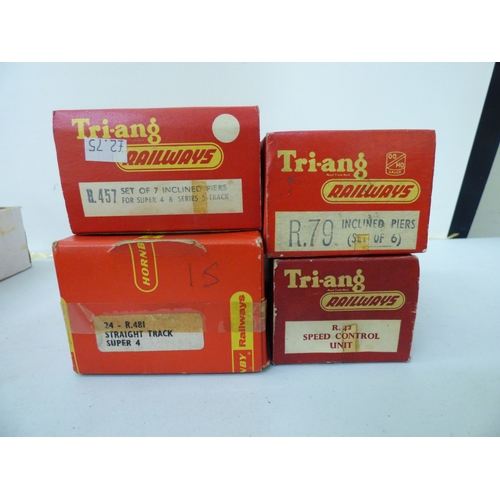 Tri-ang
£2.75
RAILWAYS
R.457 SET OF 7 INCLINED PIERS
FOR SUPER 4 & SERIES 3 TRACK
Tri-ang
OO/HO
RAILWAYS
R.79 INCLINED PIERS
(SET OF 6)
HORNBY
15
24 - R.481
STRAIGHT TRACK
SUPER 4
NBY Railways
Tri-ang
RAILWAYS
SPEED CONTROL
UNIT